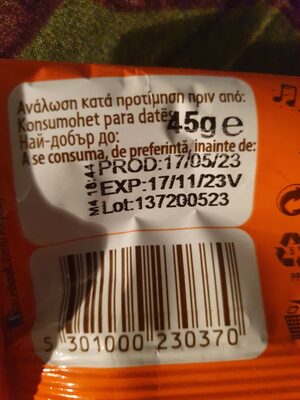 Ανάλωση κατά προτίμηση πριν από:
Konsumohet para datës:
45g e
Най-добър до:
A se consuma, de preferință, înainte de:
PROD:17/05/23
M4 16:44
EXP:17/11/23V
Lot:137200523
5 301000 230370